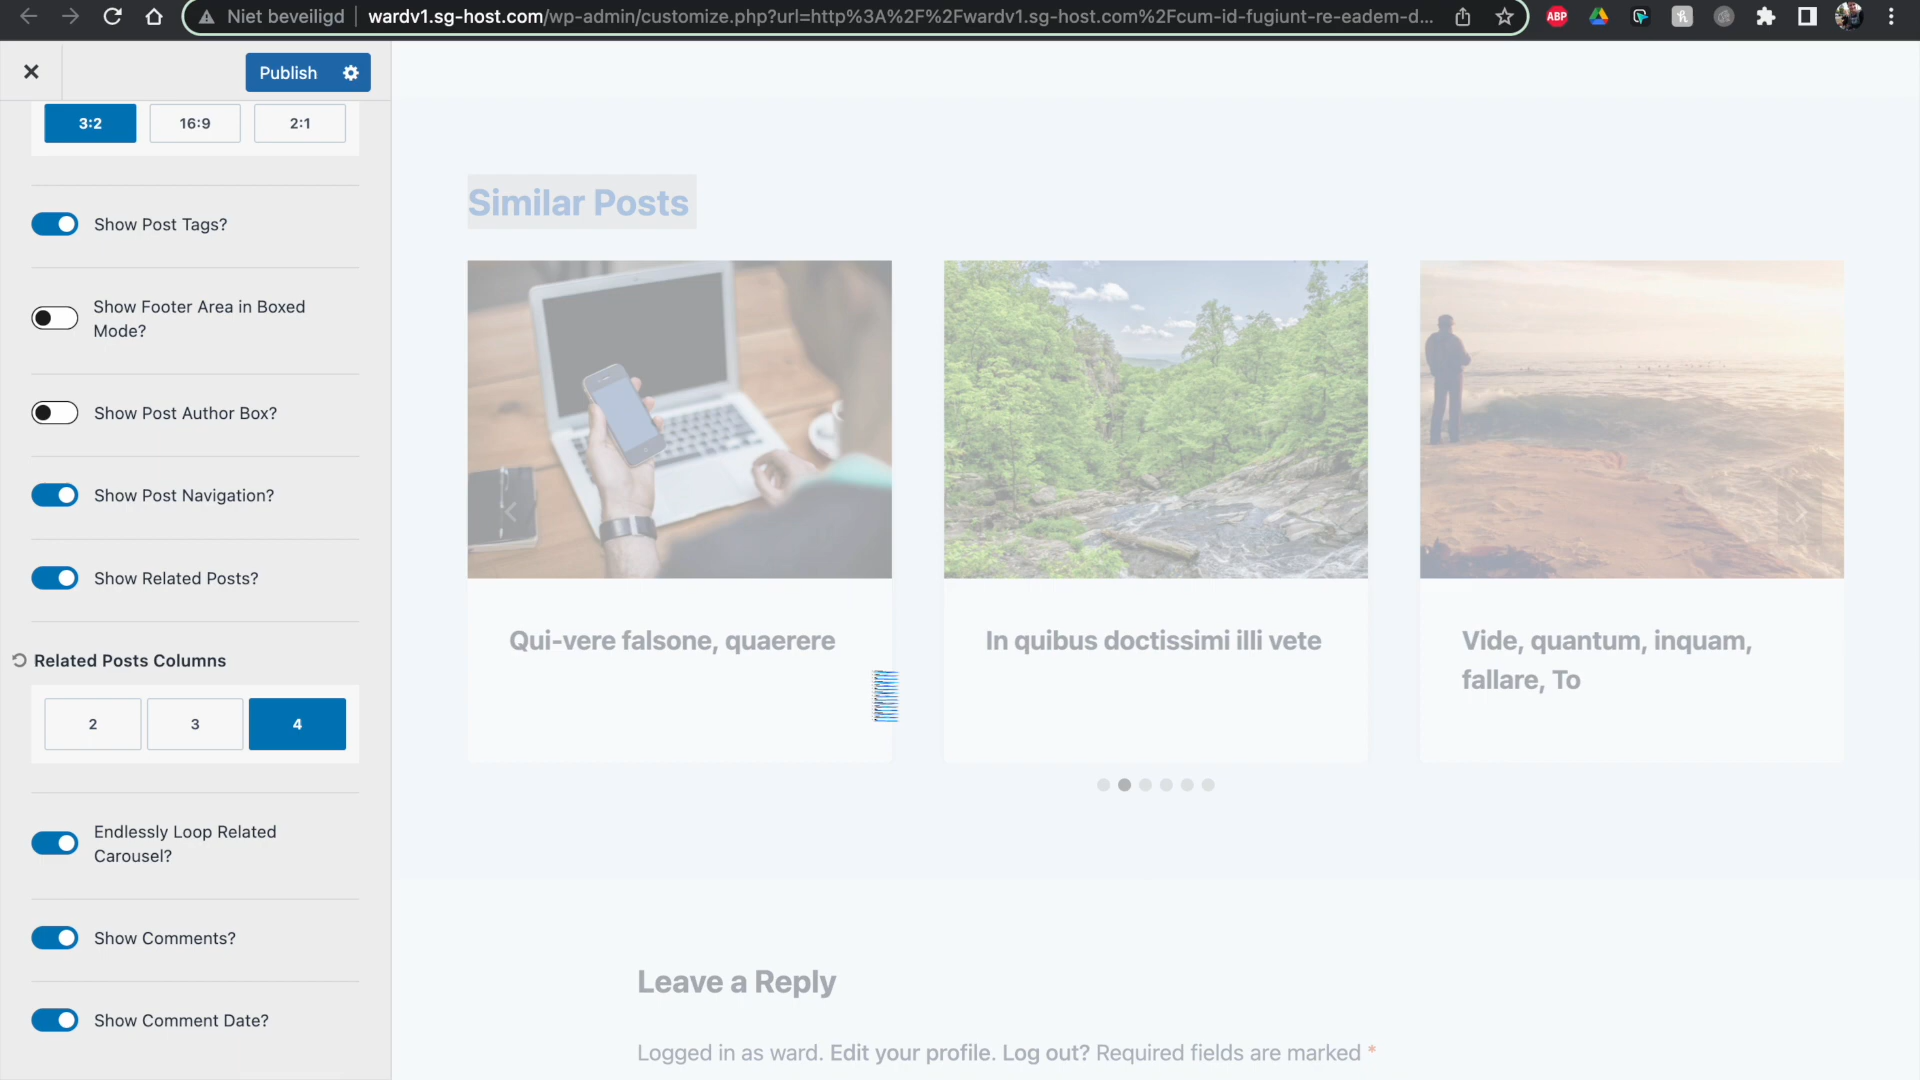 Niet beveiligd
wardv1.sg-host.com/wp-admin/customize.php?url=http%3A%2F%2Fwardv1.sg-host.com%2Fcum-id-fugiunt-re-eadem-d...
ABP
Publish
3:2
16:9
2:1
Show Post Tags?
Show Footer Area in Boxed
Mode?
Show Post Author Box?
Show Post Navigation?
Show Related Posts?
Related Posts Columns
2
3
4
Endlessly Loop Related
Carousel?
Show Comments?
Show Comment Date?
Similar Posts
Qui-vere falsone, quaerere
In quibus doctissimi illi vete
Vide, quantum, inquam,
fallare, To
Leave a Reply
Logged in as ward. Edit your profile. Log out? Required fields are marked *